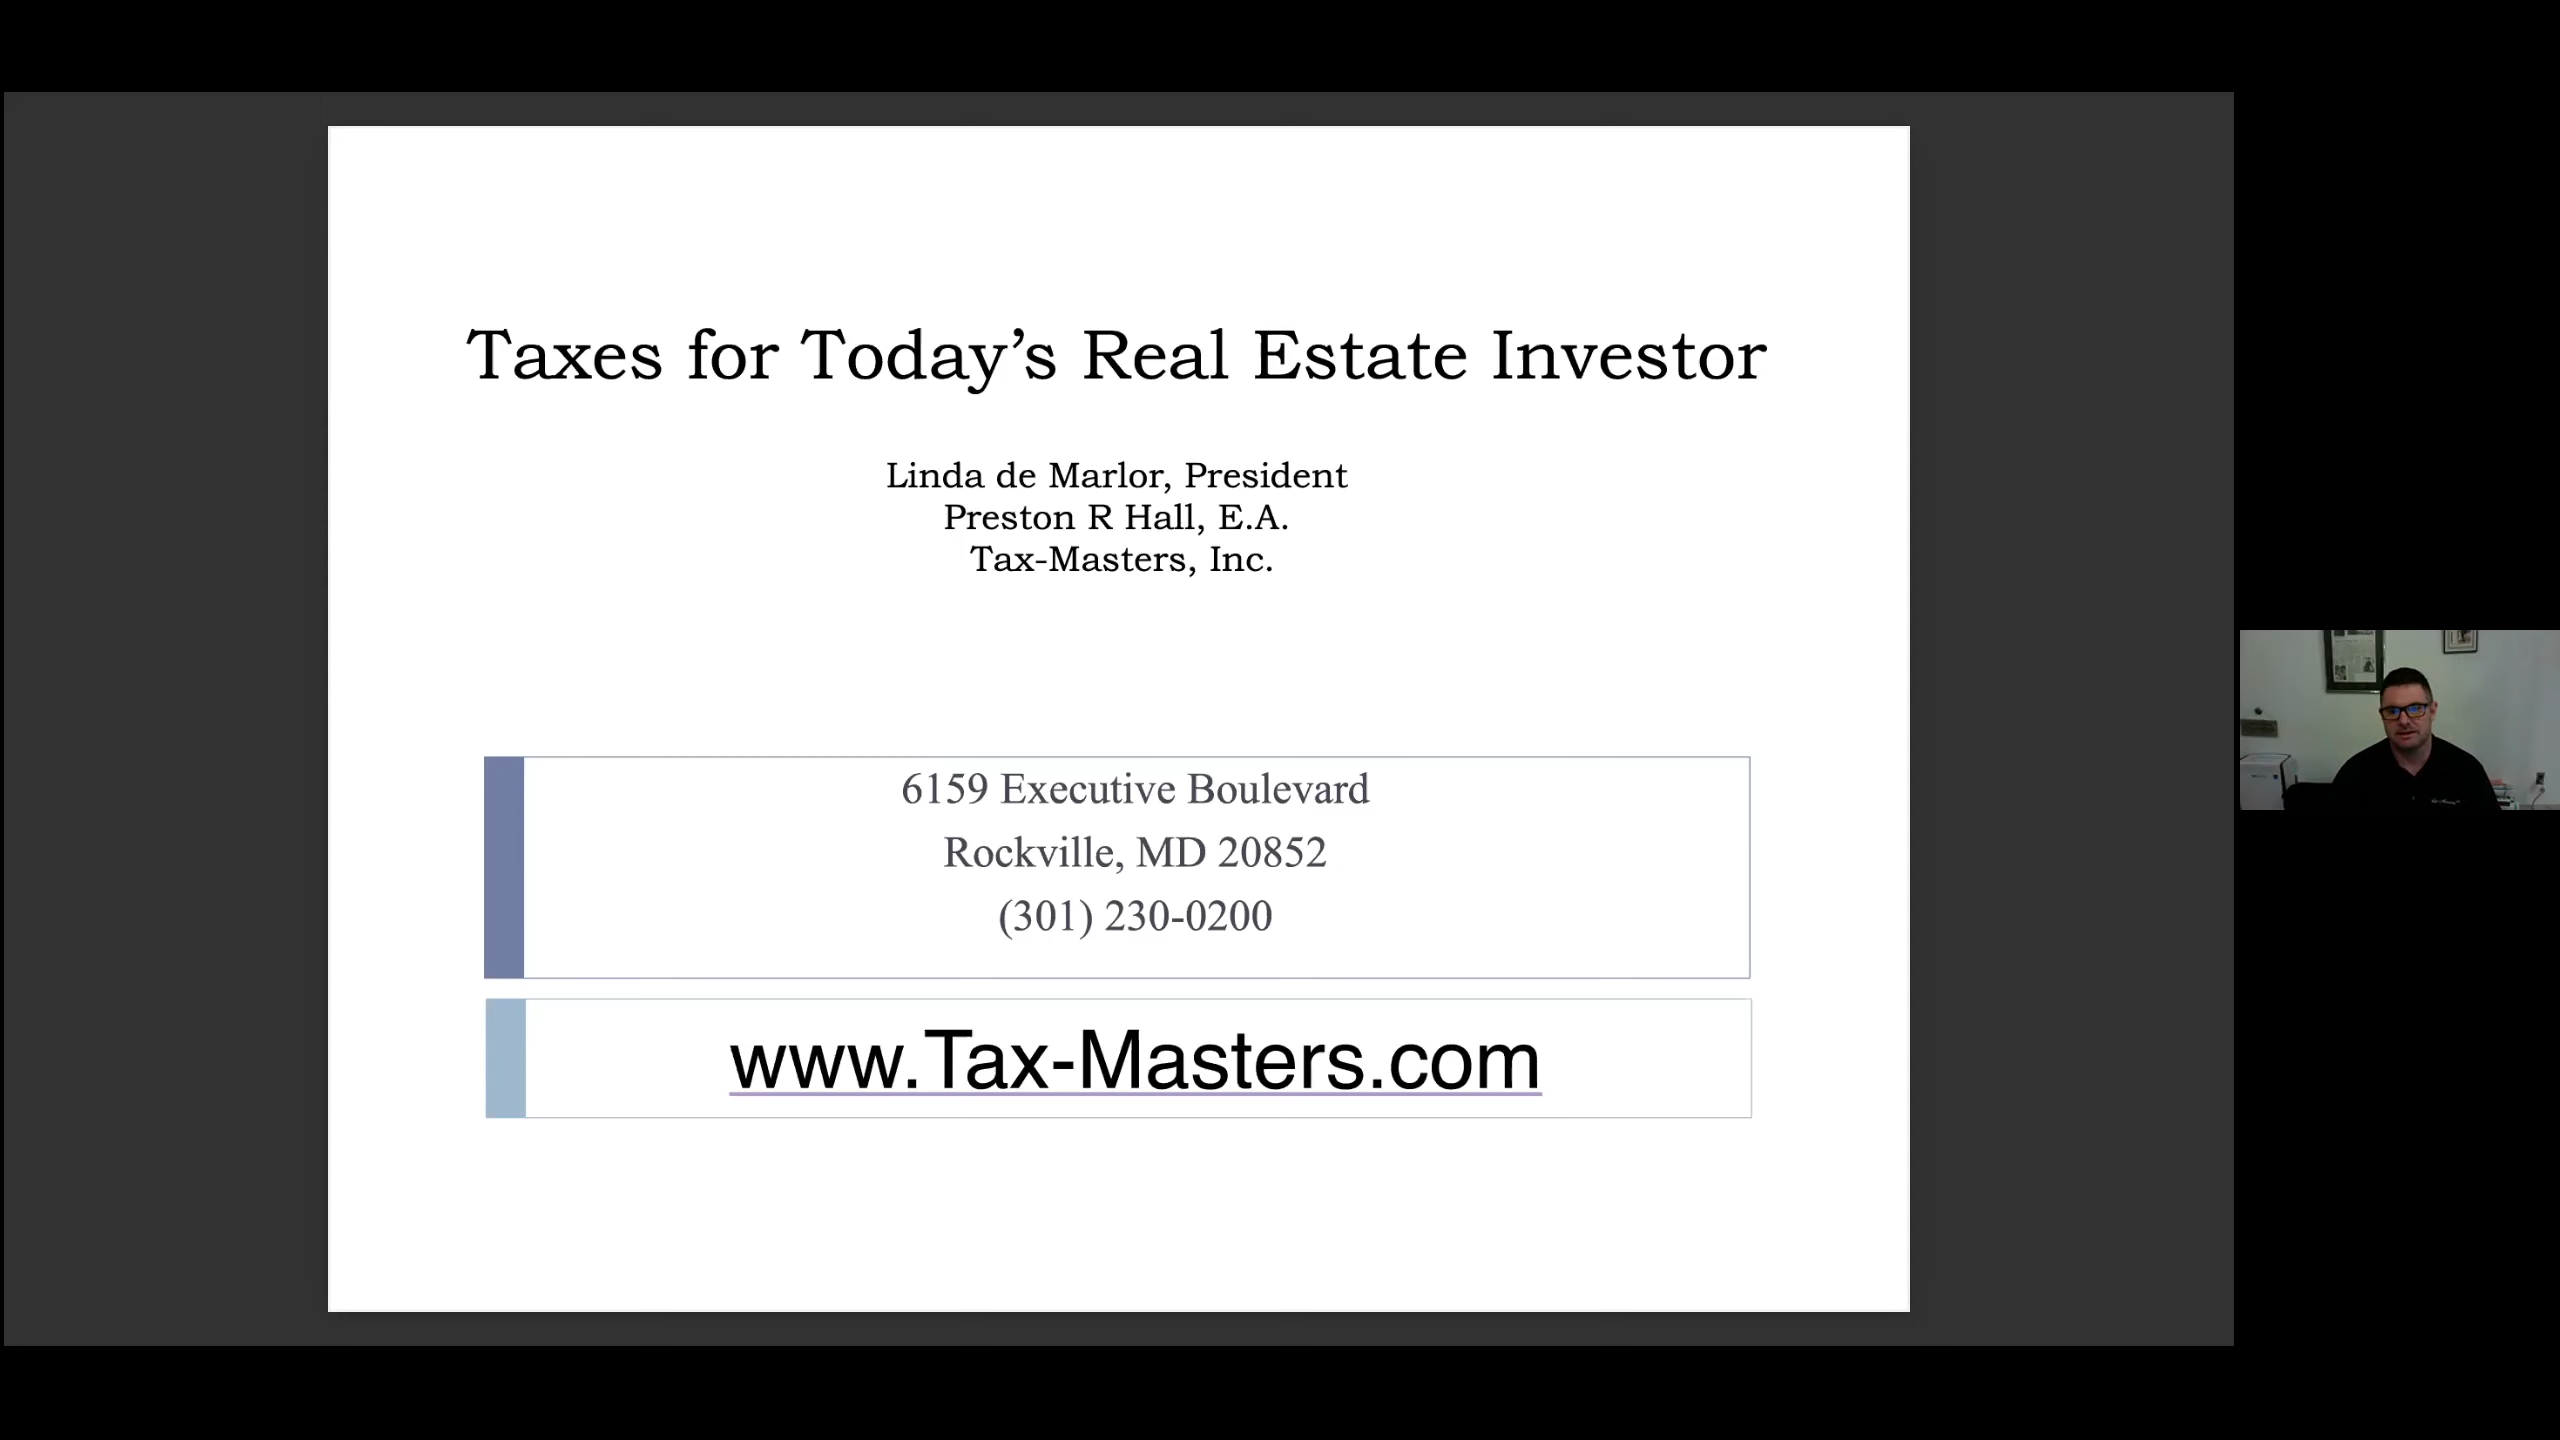 Taxes for Today’s Real Estate Investor
Linda de Marlor, President
Preston R Hall, E.A.
Tax-Masters, Inc.
6159 Executive Boulevard
Rockville, MD 20852
(301) 230-0200
www.Tax-Masters.com